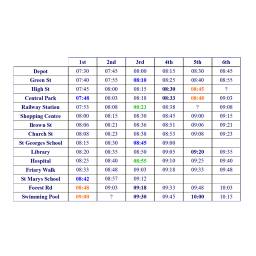 1st 2nd 3rd 4th 5th 6th
Depot 07:30 07:45 08:00 08:15 08:30 08:45
Green St 07:40 07:55 08:10 08:25 08:40 08:55
High St 07:45 08:00 08:15 08:30 08:45 ?
Central Park 07:48 08:03 08:18 08:33 08:48 09:03
Railway Station 07:53 08:08 08:23 08:38 ? 09:08
Shopping Centre 08:00 08:15 08:30 08:45 09:00 09:15
Brown St 08:06 08:21 08:36 08:51 09:06 09:21
Church St 08:08 08:23 08:38 08:53 09:08 09:23
St Georges School 08:15 08:30 08:45 09:00
Library 08:20 08:35 08:50 09:05 09:20 09:35
Hospital 08:25 08:40 08:55 09:10 09:25 09:40
Friary Walk 08:33 08:48 09:03 09:18 09:33 09:48
St Marys School 08:42 08:57 09:12
Forest Rd 08:48 09:03 09:18 09:33 09:48 10:03
Swimming Pool 09:00 ? 09:30 09:45 10:00 10:15